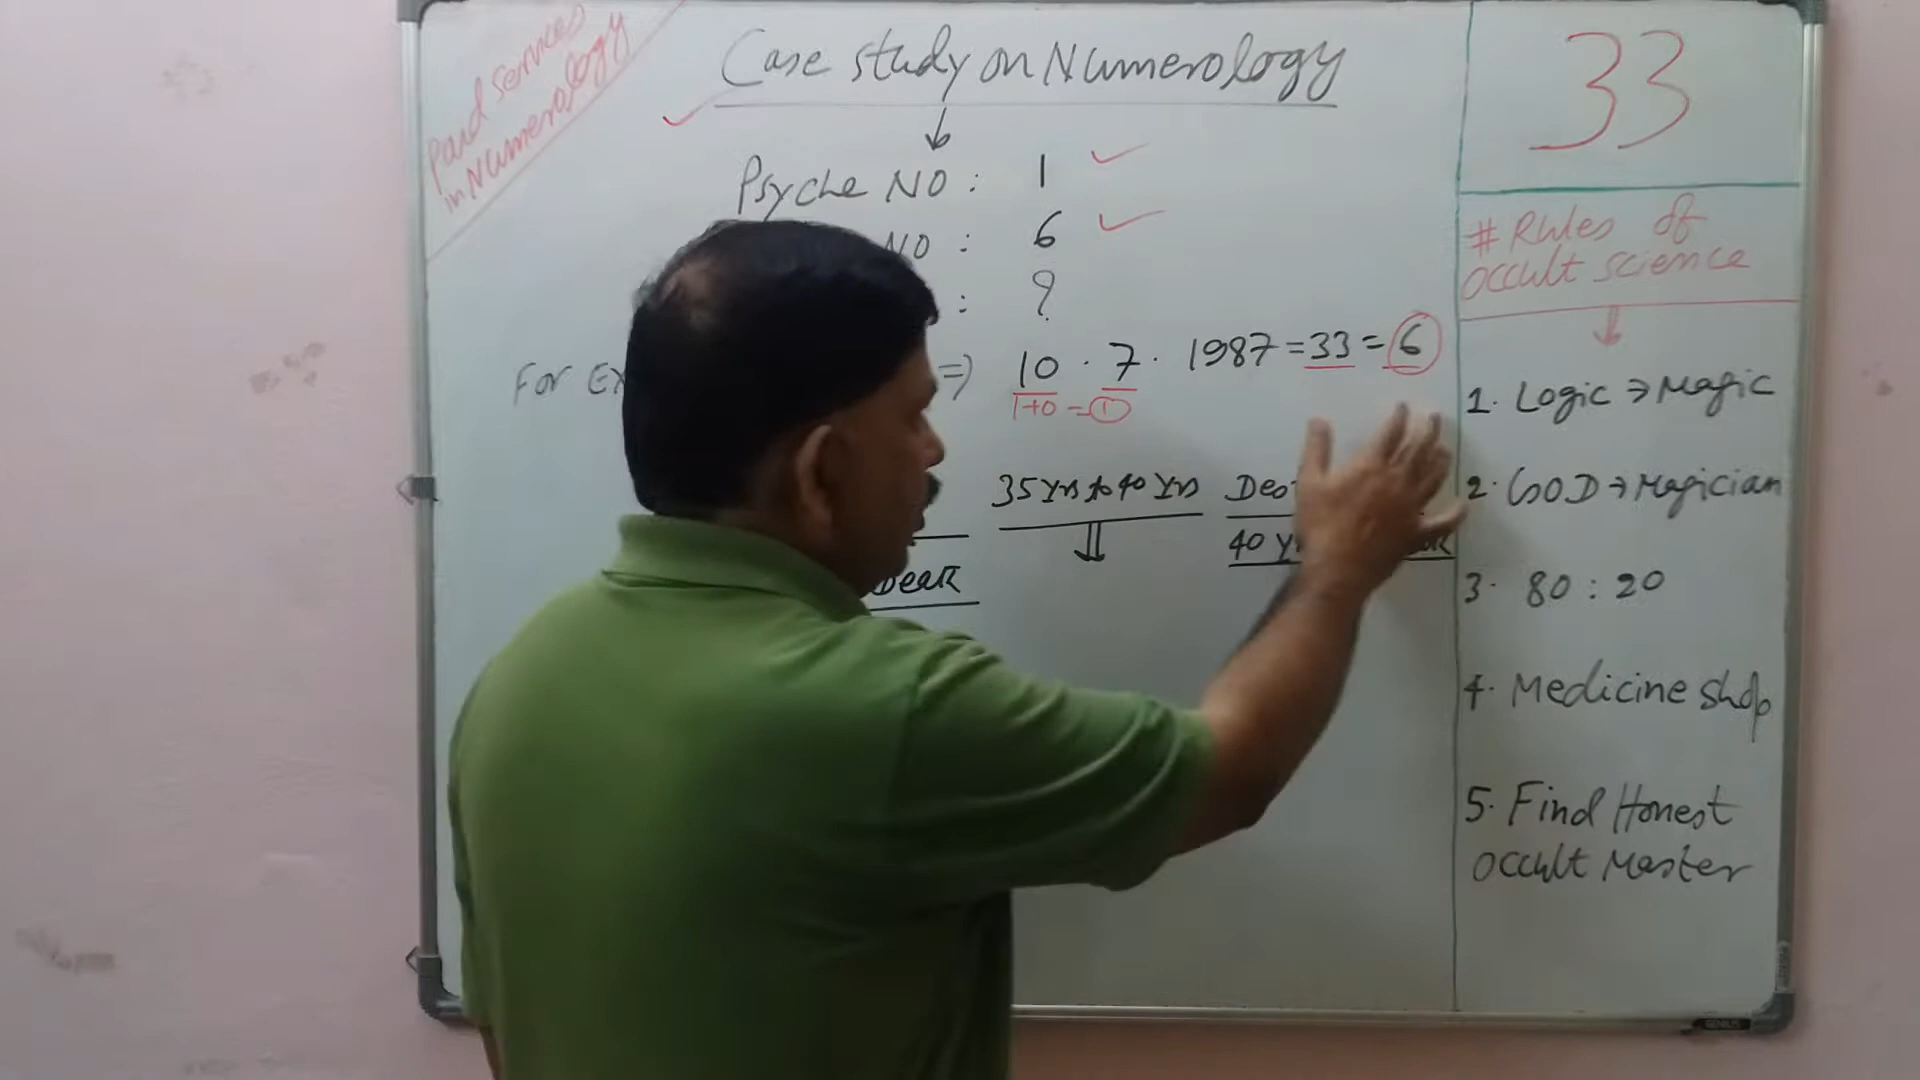 Paid services
in Numerology
Case study on Numerology
Psyche NO : 1
NO : 6
: ?
For Ex => 10 . 7 . 1987 = 33 = 6
1+0 = 1
35 Yrs to 40 Yrs
40
33
# Rules of
occult science
1. Logic → Magic
2. GOD → Magician
3. 80 : 20
4. Medicine Shop
5. Find Honest
occult Master
GENIUS